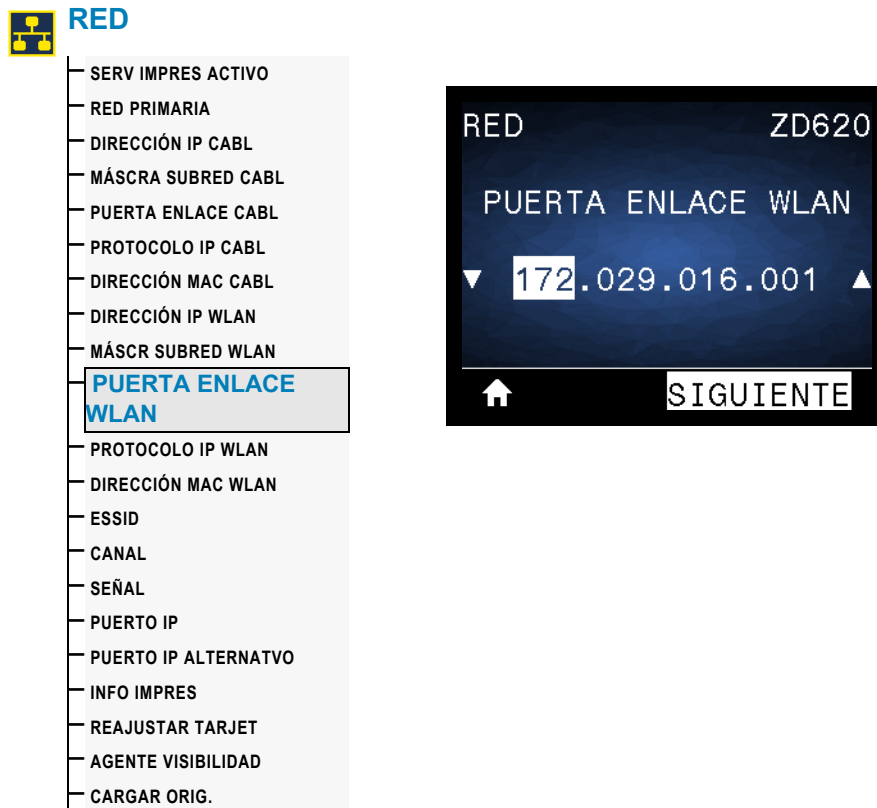 RED
SERV IMPRES ACTIVO
RED PRIMARIA
DIRECCIÓN IP CABL
MÁSCRA SUBRED CABL
PUERTA ENLACE CABL
PROTOCOLO IP CABL
DIRECCIÓN MAC CABL
DIRECCIÓN IP WLAN
MÁSCR SUBRED WLAN
PUERTA ENLACE
WLAN
PROTOCOLO IP WLAN
DIRECCIÓN MAC WLAN
ESSID
CANAL
SEÑAL
PUERTO IP
PUERTO IP ALTERNATVO
INFO IMPRES
REAJUSTAR TARJET
AGENTE VISIBILIDAD
CARGAR ORIG.
RED ZD620
PUERTA ENLACE WLAN
172.029.016.001
SIGUIENTE